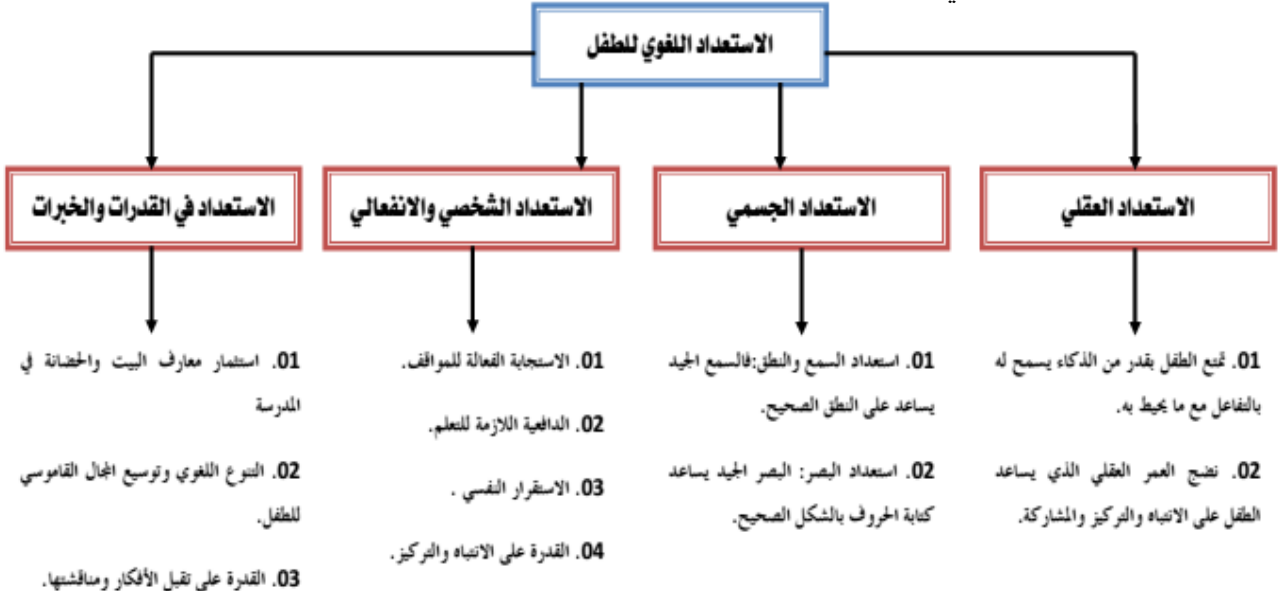 الاستعداد اللغوي للطفل
الاستعداد العقلي
الاستعداد الجسمي
الاستعداد الشخصي والانفعالي
الاستعداد في القدرات والخبرات
01. تمتع الطفل بقدر من الذكاء يسمح له
بالتفاعل مع ما يحيط به.
02. نضج العمر العقلي الذي يساعد
الطفل على الانتباه والتركيز والمشاركة.
01. استعداد السمع والنطق:فالسمع الجيد
يساعد على النطق الصحيح.
02. استعداد البصر: البصر الجيد يساعد
كتابة الحروف بالشكل الصحيح.
01. الاستجابة الفعالة للمواقف.
02. الدافعية اللازمة للتعلم.
03. الاستقرار النفسي .
04. القدرة على الانتباه والتركيز.
01. استثمار معارف البيت والحضانة في
المدرسة
02. التنوع اللغوي وتوسيع المجال القاموسي
للطفل.
03. القدرة على تقبل الأفكار ومناقشتها.